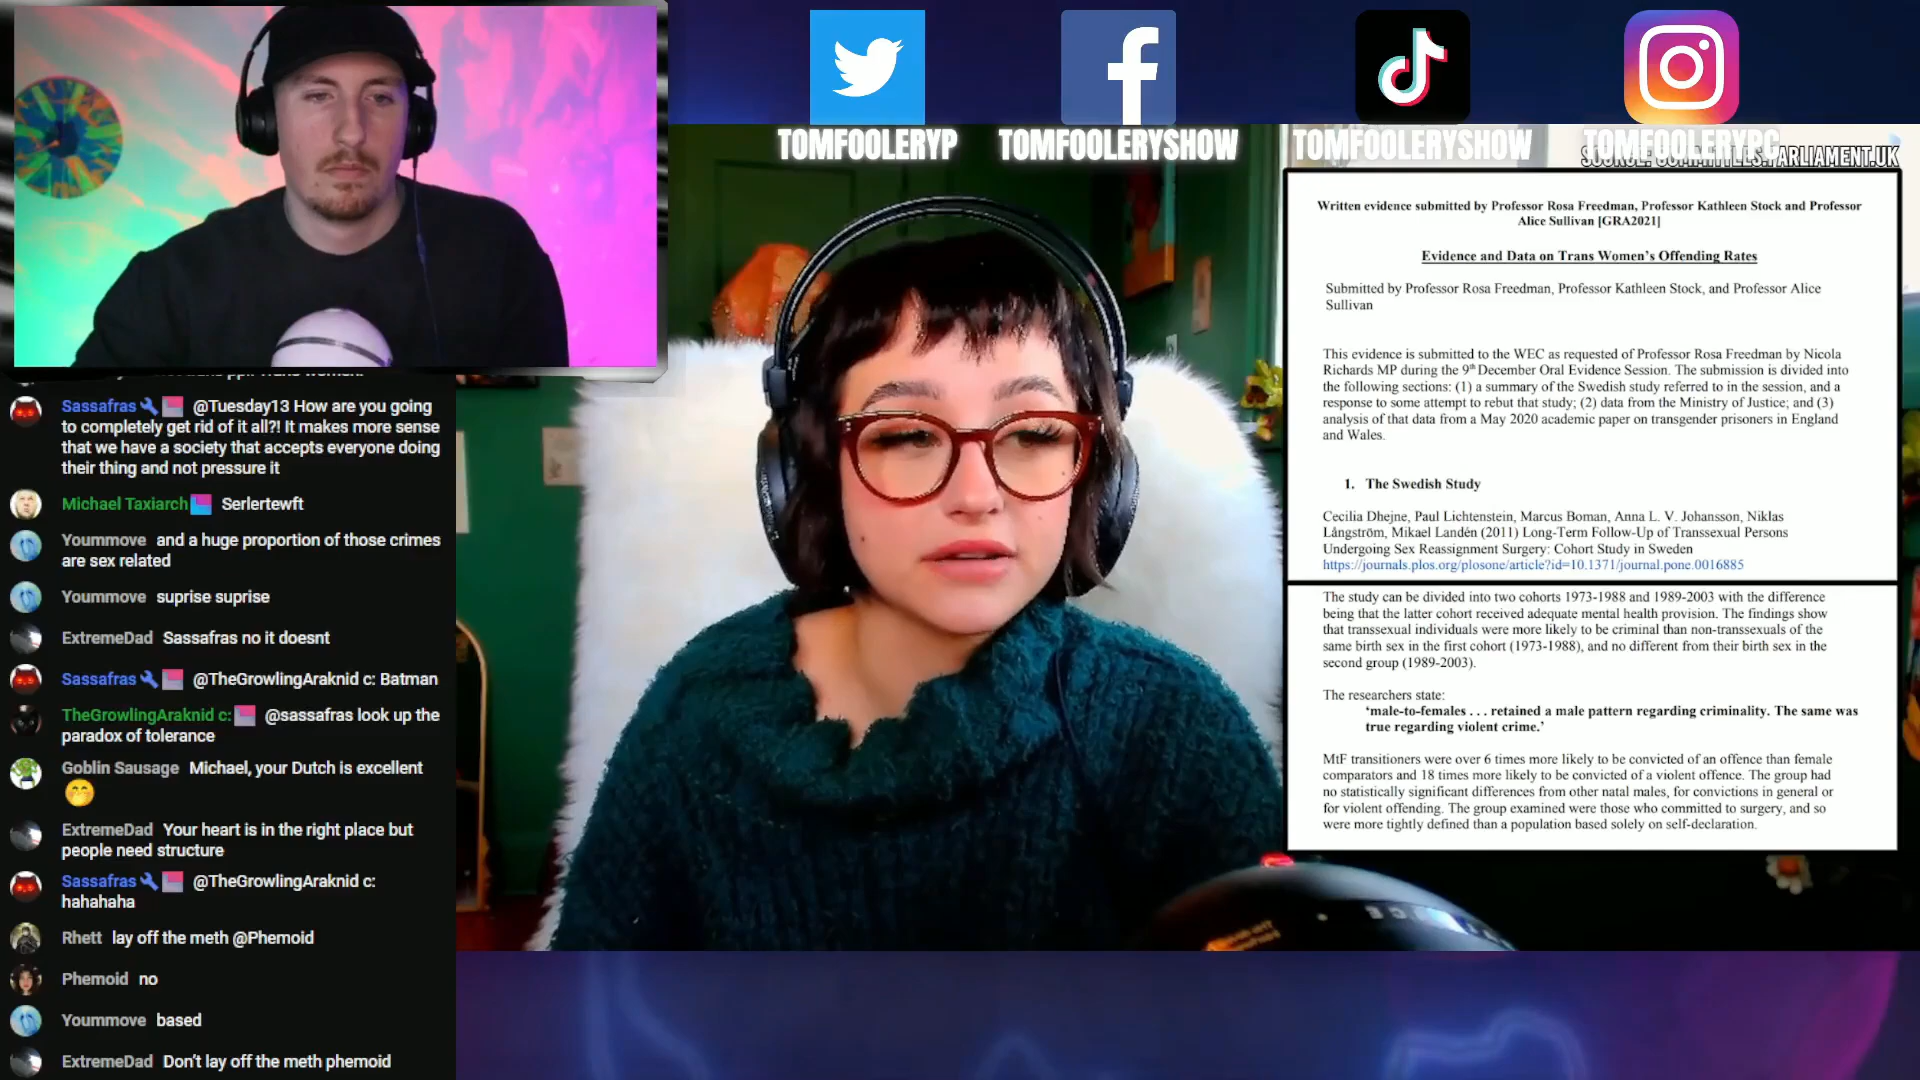 TOMFOOLERYP
TOMFOOLERYSHOW
TOMFOOLERYSHOW
TOMFOOLERYPG
SOURCE: COMMITTEES.PARLIAMENT.UK
Written evidence submitted by Professor Rosa Freedman, Professor Kathleen Stock and Professor
Alice Sullivan [GRA2021]
Evidence and Data on Trans Women's Offending Rates
Submitted by Professor Rosa Freedman, Professor Kathleen Stock, and Professor Alice
Sullivan
This evidence is submitted to the WEC as requested of Professor Rosa Freedman by Nicola
Richards MP during the 9th December Oral Evidence Session. The submission is divided into
the following sections: (1) a summary of the Swedish study referred to in the session, and a
response to some attempt to rebut that study; (2) data from the Ministry of Justice; and (3)
analysis of that data from a May 2020 academic paper on transgender prisoners in England
and Wales.
1. The Swedish Study
Cecilia Dhejne, Paul Lichtenstein, Marcus Boman, Anna L. V. Johansson, Niklas
Långström, Mikael Landén (2011) Long-Term Follow-Up of Transsexual Persons
Undergoing Sex Reassignment Surgery: Cohort Study in Sweden
https://journals.plos.org/plosone/article?id=10.1371/journal.pone.0016885
The study can be divided into two cohorts 1973-1988 and 1989-2003 with the difference
being that the latter cohort received adequate mental health provision. The findings show
that transsexual individuals were more likely to be criminal than non-transsexuals of the
same birth sex in the first cohort (1973-1988), and no different from their birth sex in the
second group (1989-2003).
The researchers state:
'male-to-females . . . retained a male pattern regarding criminality. The same was
true regarding violent crime.'
MtF transitioners were over 6 times more likely to be convicted of an offence than female
comparators and 18 times more likely to be convicted of a violent offence. The group had
no statistically significant differences from other natal males, for convictions in general or
for violent offending. The group examined were those who committed to surgery, and so
were more tightly defined than a population based solely on self-declaration.
Sassafras @Tuesday13 How are you going
to completely get rid of it all?! It makes more sense
that we have a society that accepts everyone doing
their thing and not pressure it
Michael Taxiarch Serlertewft
Yoummove and a huge proportion of those crimes
are sex related
Yoummove suprise suprise
ExtremeDad Sassafras no it doesnt
Sassafras @TheGrowlingAraknid c: Batman
TheGrowlingAraknid c: @sassafras look up the
paradox of tolerance
Goblin Sausage Michael, your Dutch is excellent
🤭
ExtremeDad Your heart is in the right place but
people need structure
Sassafras @TheGrowlingAraknid c:
hahahaha
Rhett lay off the meth @Phemoid
Phemoid no
Yoummove based
ExtremeDad Don't lay off the meth phemoid